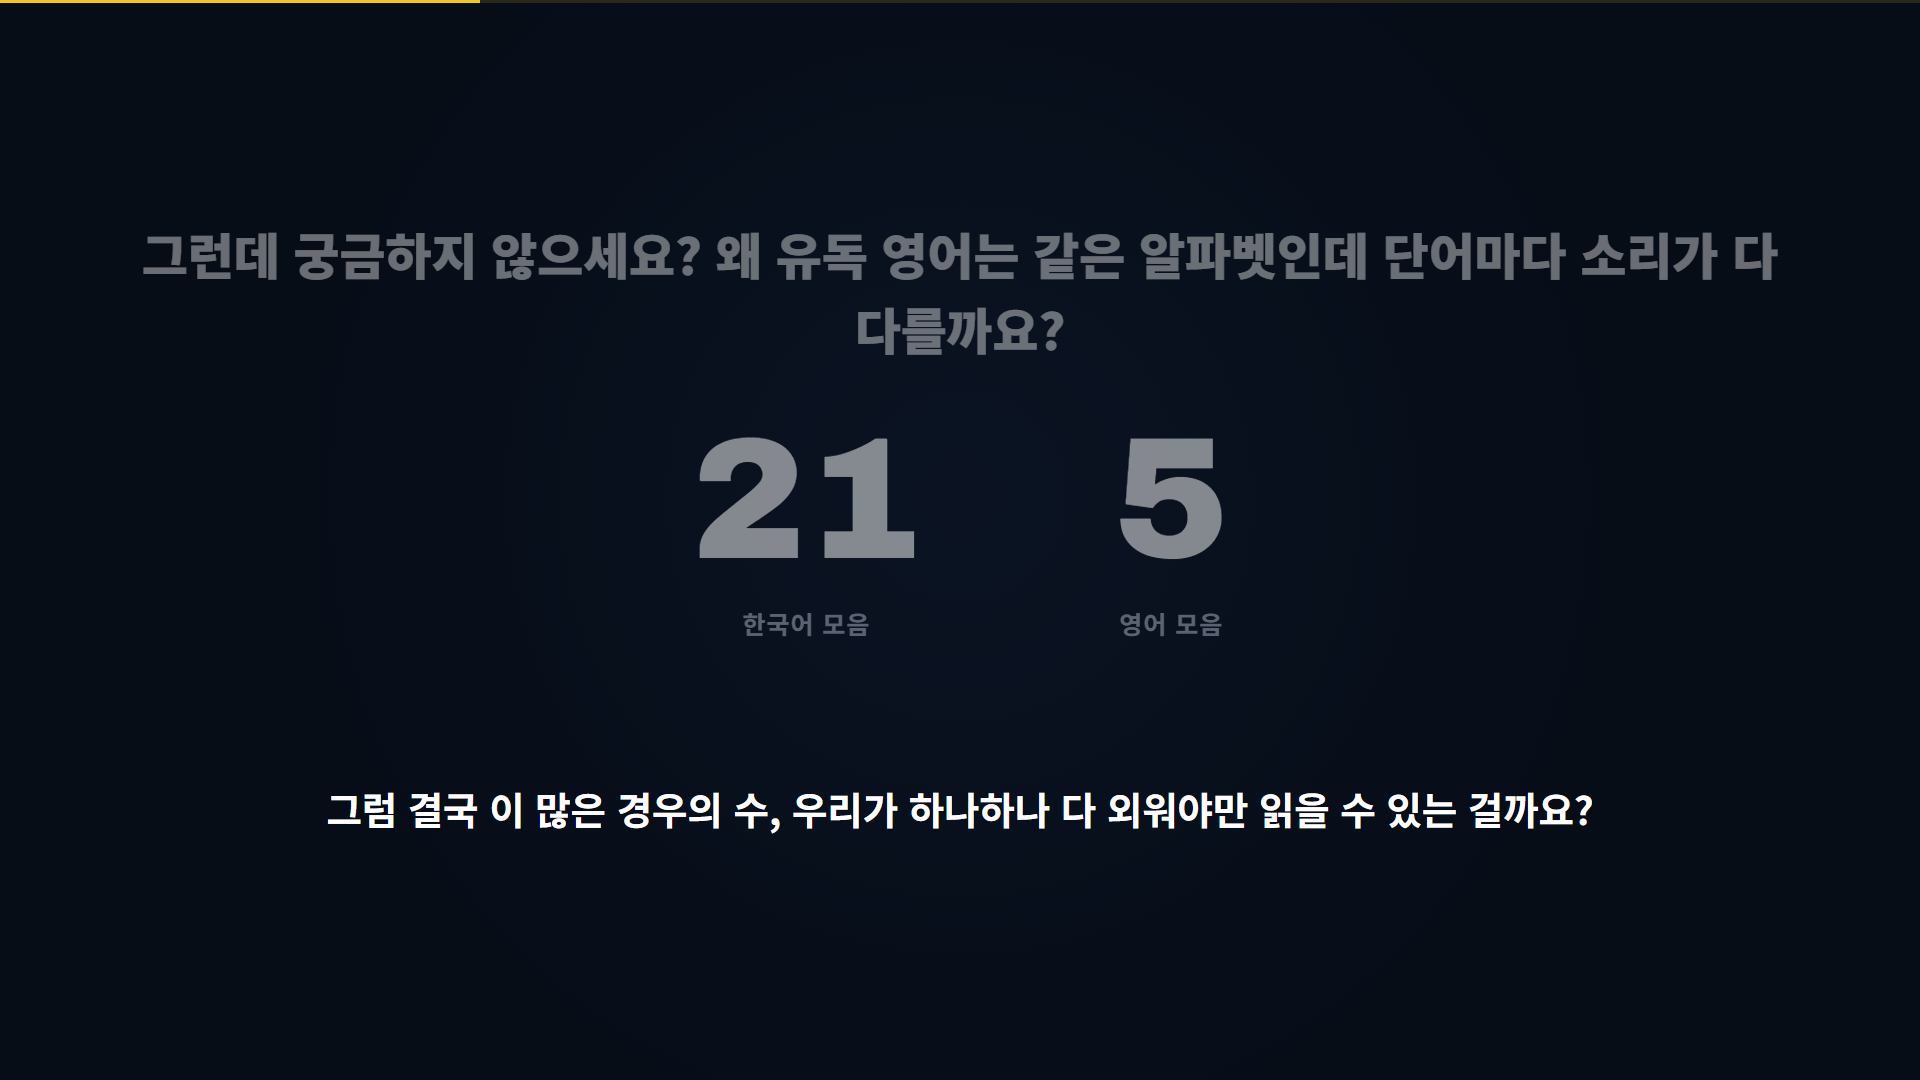 그런데 궁금하지 않으세요? 왜 유독 영어는 같은 알파벳인데 단어마다 소리가 다
다를까요?
21 5
한국어 모음 영어 모음
그럼 결국 이 많은 경우의 수, 우리가 하나하나 다 외워야만 읽을 수 있는 걸까요?